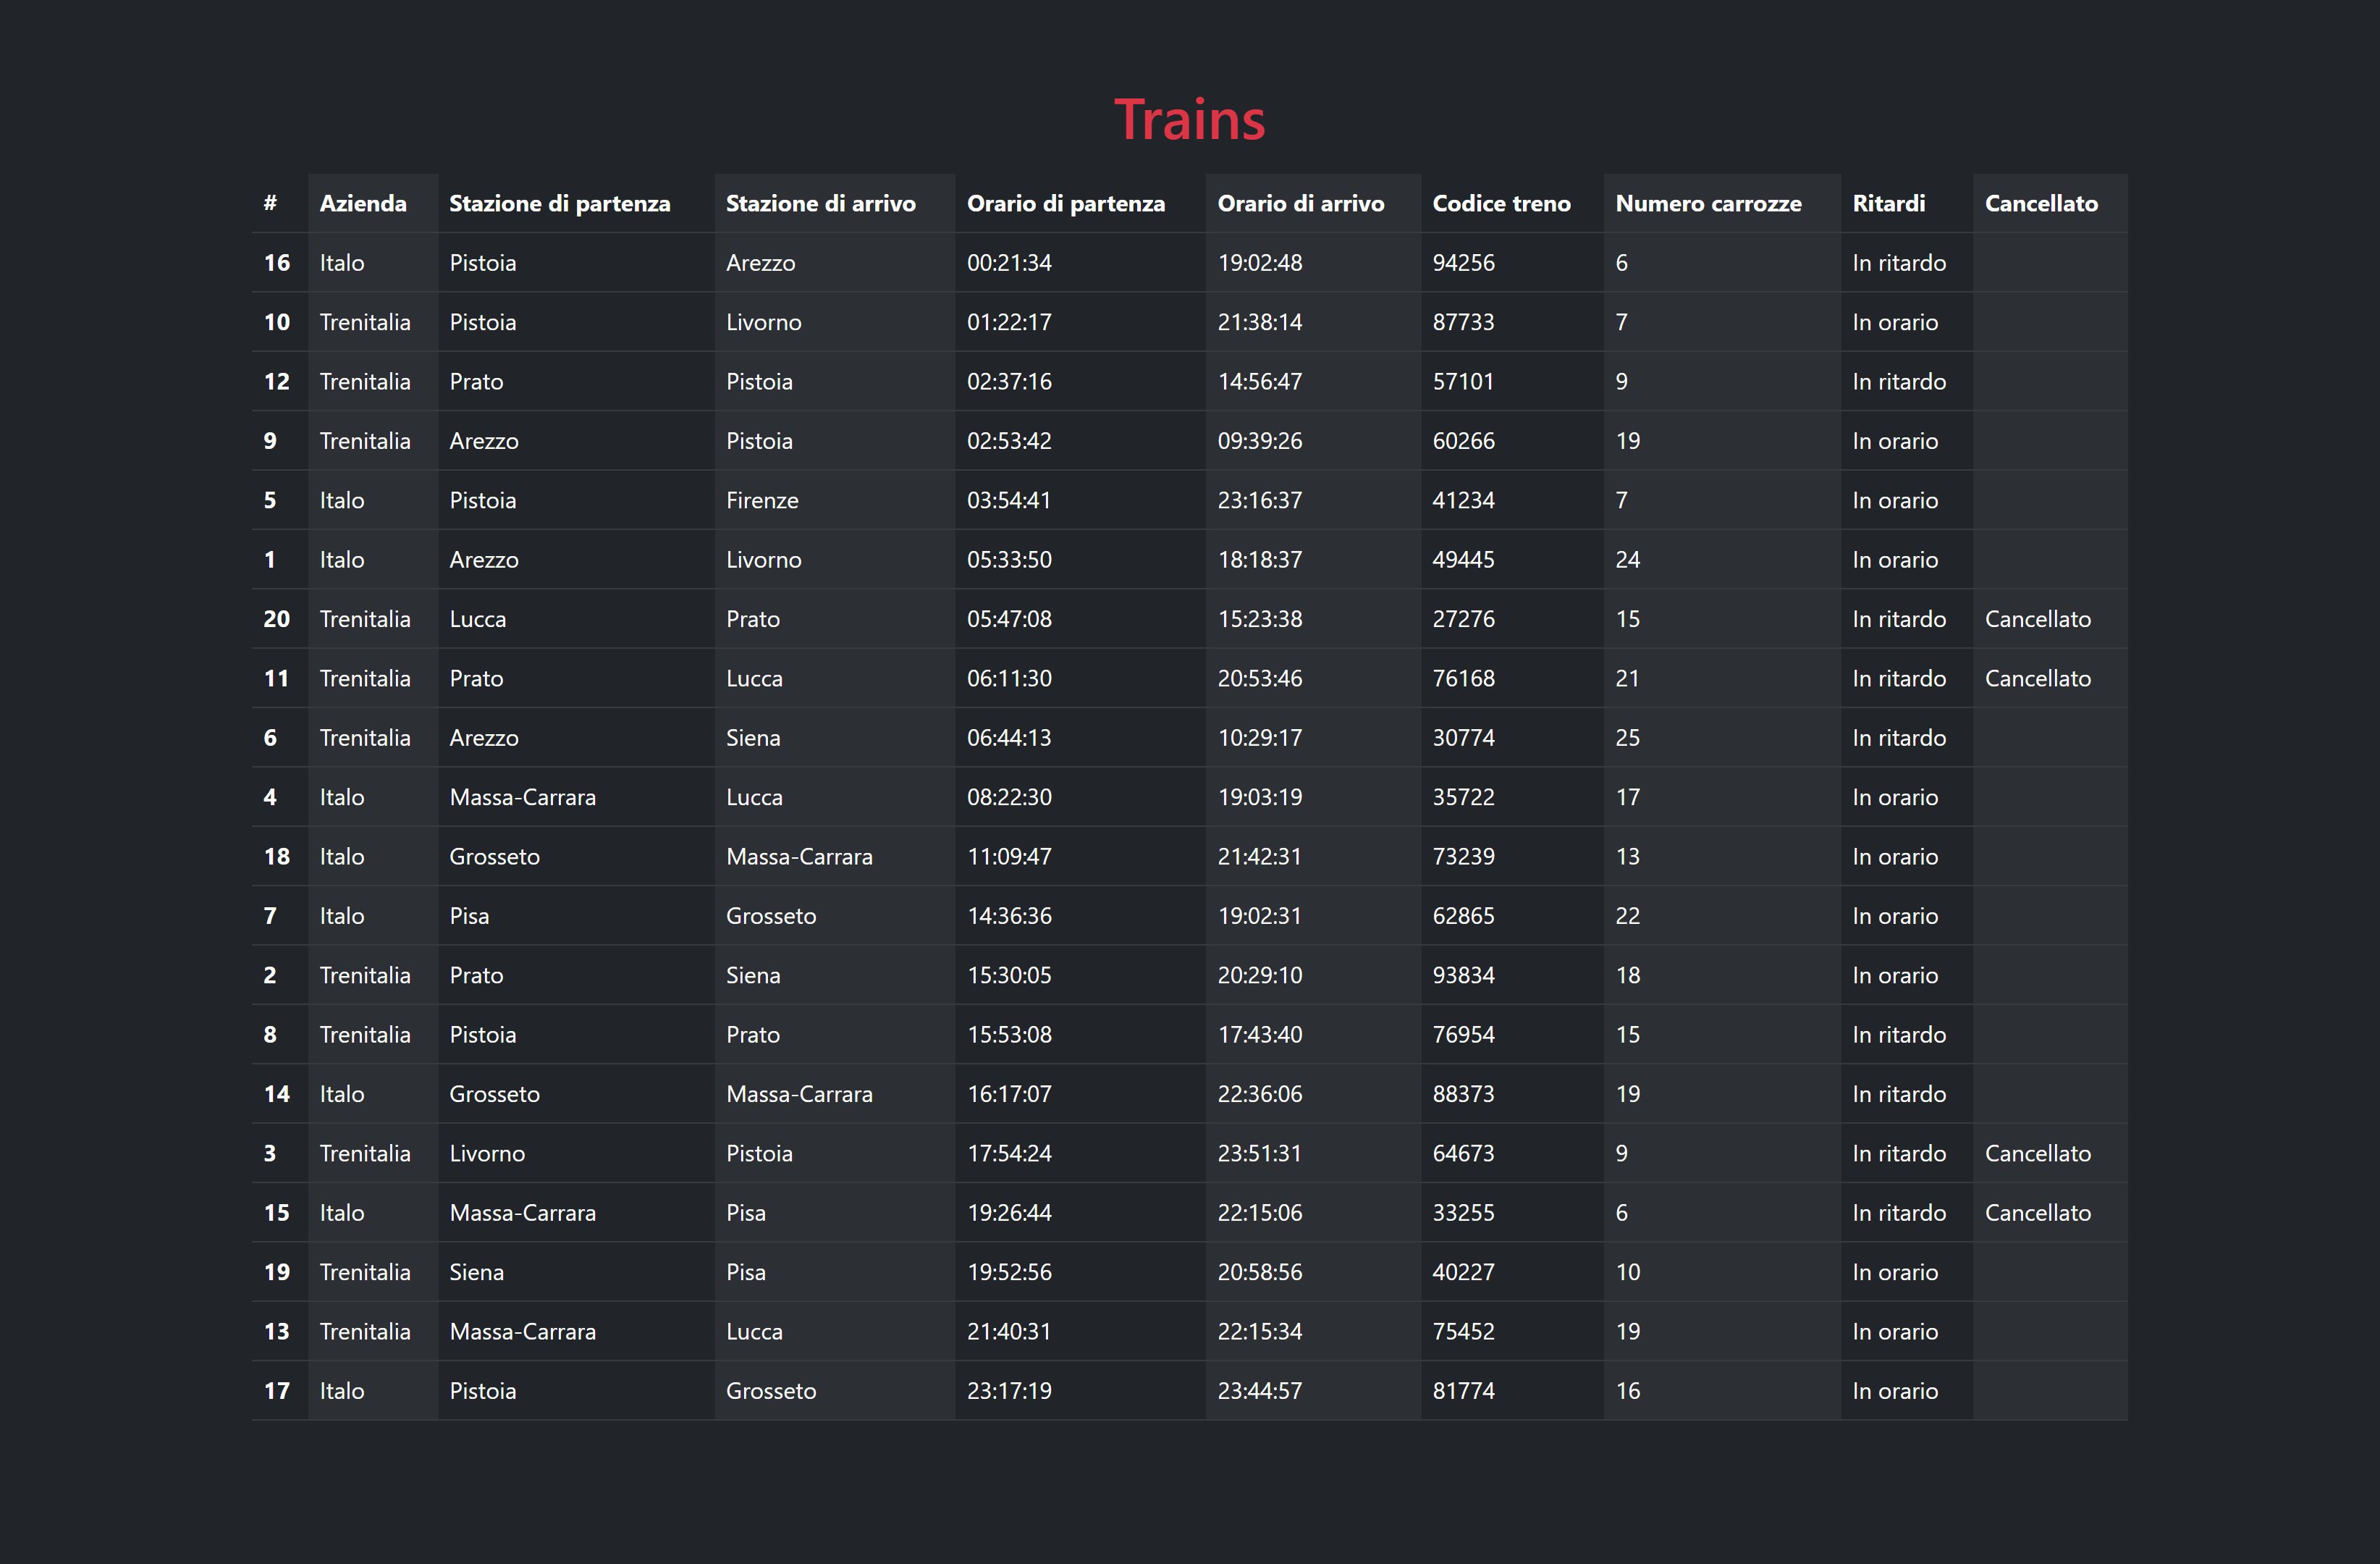 Trains
# Azienda Stazione di partenza Stazione di arrivo Orario di partenza Orario di arrivo Codice treno Numero carrozze Ritardi Cancellato
16 Italo Pistoia Arezzo 00:21:34 19:02:48 94256 6 In ritardo
10 Trenitalia Pistoia Livorno 01:22:17 21:38:14 87733 7 In orario
12 Trenitalia Prato Pistoia 02:37:16 14:56:47 57101 9 In ritardo
9 Trenitalia Arezzo Pistoia 02:53:42 09:39:26 60266 19 In orario
5 Italo Pistoia Firenze 03:54:41 23:16:37 41234 7 In orario
1 Italo Arezzo Livorno 05:33:50 18:18:37 49445 24 In orario
20 Trenitalia Lucca Prato 05:47:08 15:23:38 27276 15 In ritardo Cancellato
11 Trenitalia Prato Lucca 06:11:30 20:53:46 76168 21 In ritardo Cancellato
6 Trenitalia Arezzo Siena 06:44:13 10:29:17 30774 25 In ritardo
4 Italo Massa-Carrara Lucca 08:22:30 19:03:19 35722 17 In orario
18 Italo Grosseto Massa-Carrara 11:09:47 21:42:31 73239 13 In orario
7 Italo Pisa Grosseto 14:36:36 19:02:31 62865 22 In orario
2 Trenitalia Prato Siena 15:30:05 20:29:10 93834 18 In orario
8 Trenitalia Pistoia Prato 15:53:08 17:43:40 76954 15 In ritardo
14 Italo Grosseto Massa-Carrara 16:17:07 22:36:06 88373 19 In ritardo
3 Trenitalia Livorno Pistoia 17:54:24 23:51:31 64673 9 In ritardo Cancellato
15 Italo Massa-Carrara Pisa 19:26:44 22:15:06 33255 6 In ritardo Cancellato
19 Trenitalia Siena Pisa 19:52:56 20:58:56 40227 10 In orario
13 Trenitalia Massa-Carrara Lucca 21:40:31 22:15:34 75452 19 In orario
17 Italo Pistoia Grosseto 23:17:19 23:44:57 81774 16 In orario